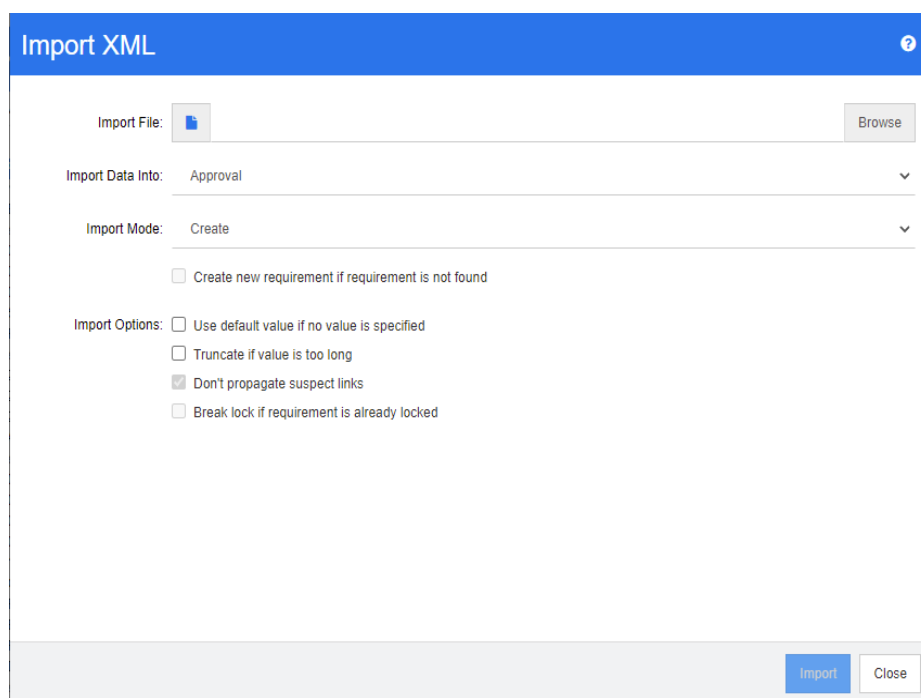 Import XML
?
Import File:
Browse
Import Data Into: Approval
Import Mode: Create
Create new requirement if requirement is not found
Import Options: Use default value if no value is specified
Truncate if value is too long
Don't propagate suspect links
Break lock if requirement is already locked
Import Close